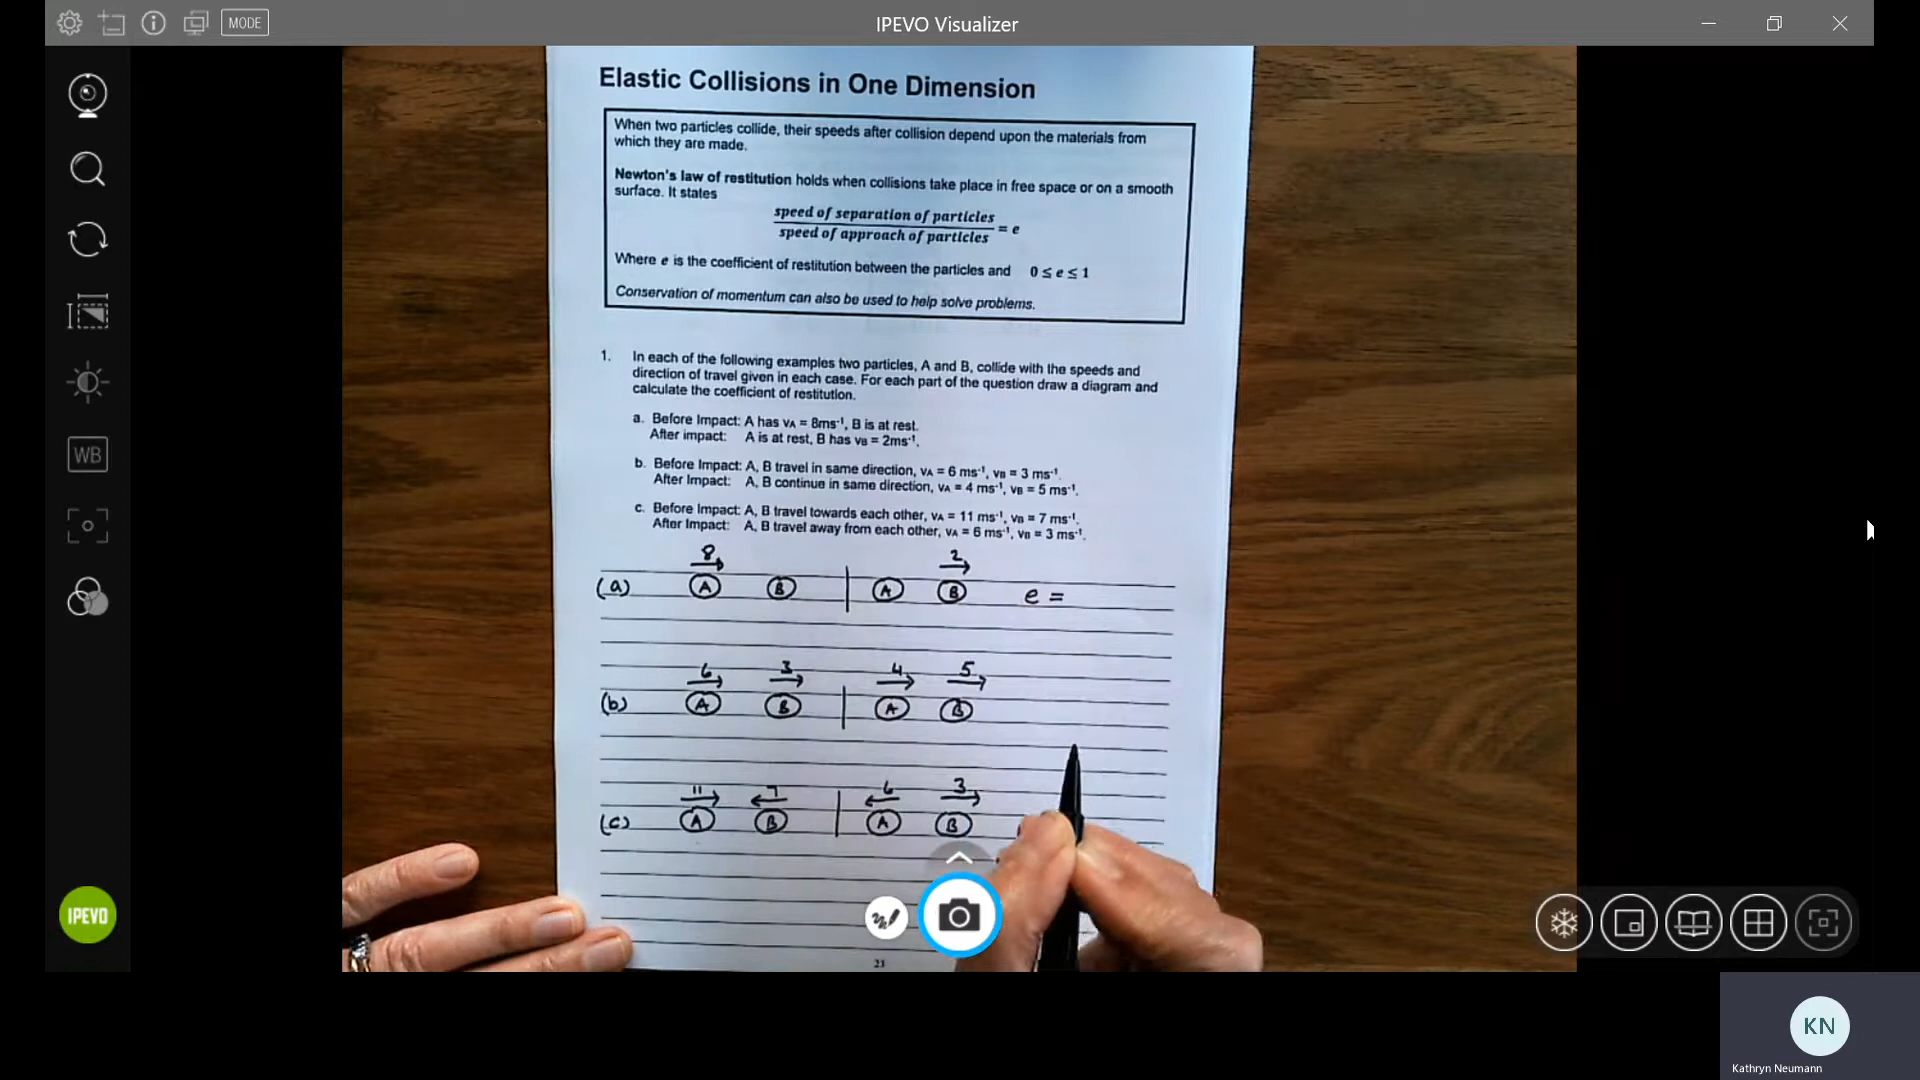 MODE
IPEVO Visualizer
WB
IPEVO
Elastic Collisions in One Dimension
When two particles collide, their speeds after collision depend upon the materials from
which they are made.
Newton's law of restitution holds when collisions take place in free space or on a smooth
surface. It states
speed of separation of particles
speed of approach of particles
= e
Where e is the coefficient of restitution between the particles and 0 ≤ e ≤ 1
Conservation of momentum can also be used to help solve problems.
1. In each of the following examples two particles, A and B, collide with the speeds and
direction of travel given in each case. For each part of the question draw a diagram and
calculate the coefficient of restitution.
a. Before Impact: A has vA = 8ms⁻¹, B is at rest.
After impact: A is at rest, B has vB = 2ms⁻¹.
b. Before Impact: A, B travel in same direction, vA = 6 ms⁻¹, vB = 3 ms⁻¹.
After Impact: A, B continue in same direction, vA = 4 ms⁻¹, vB = 5 ms⁻¹.
c. Before Impact: A, B travel towards each other, vA = 11 ms⁻¹, vB = 7 ms⁻¹.
After Impact: A, B travel away from each other, vA = 6 ms⁻¹, vB = 3 ms⁻¹.
8 2
(a) A B A B e =
6 3 4 5
(b) A B A B
11 7 6 3
(c) A B A B
23
KN
Kathryn Neumann